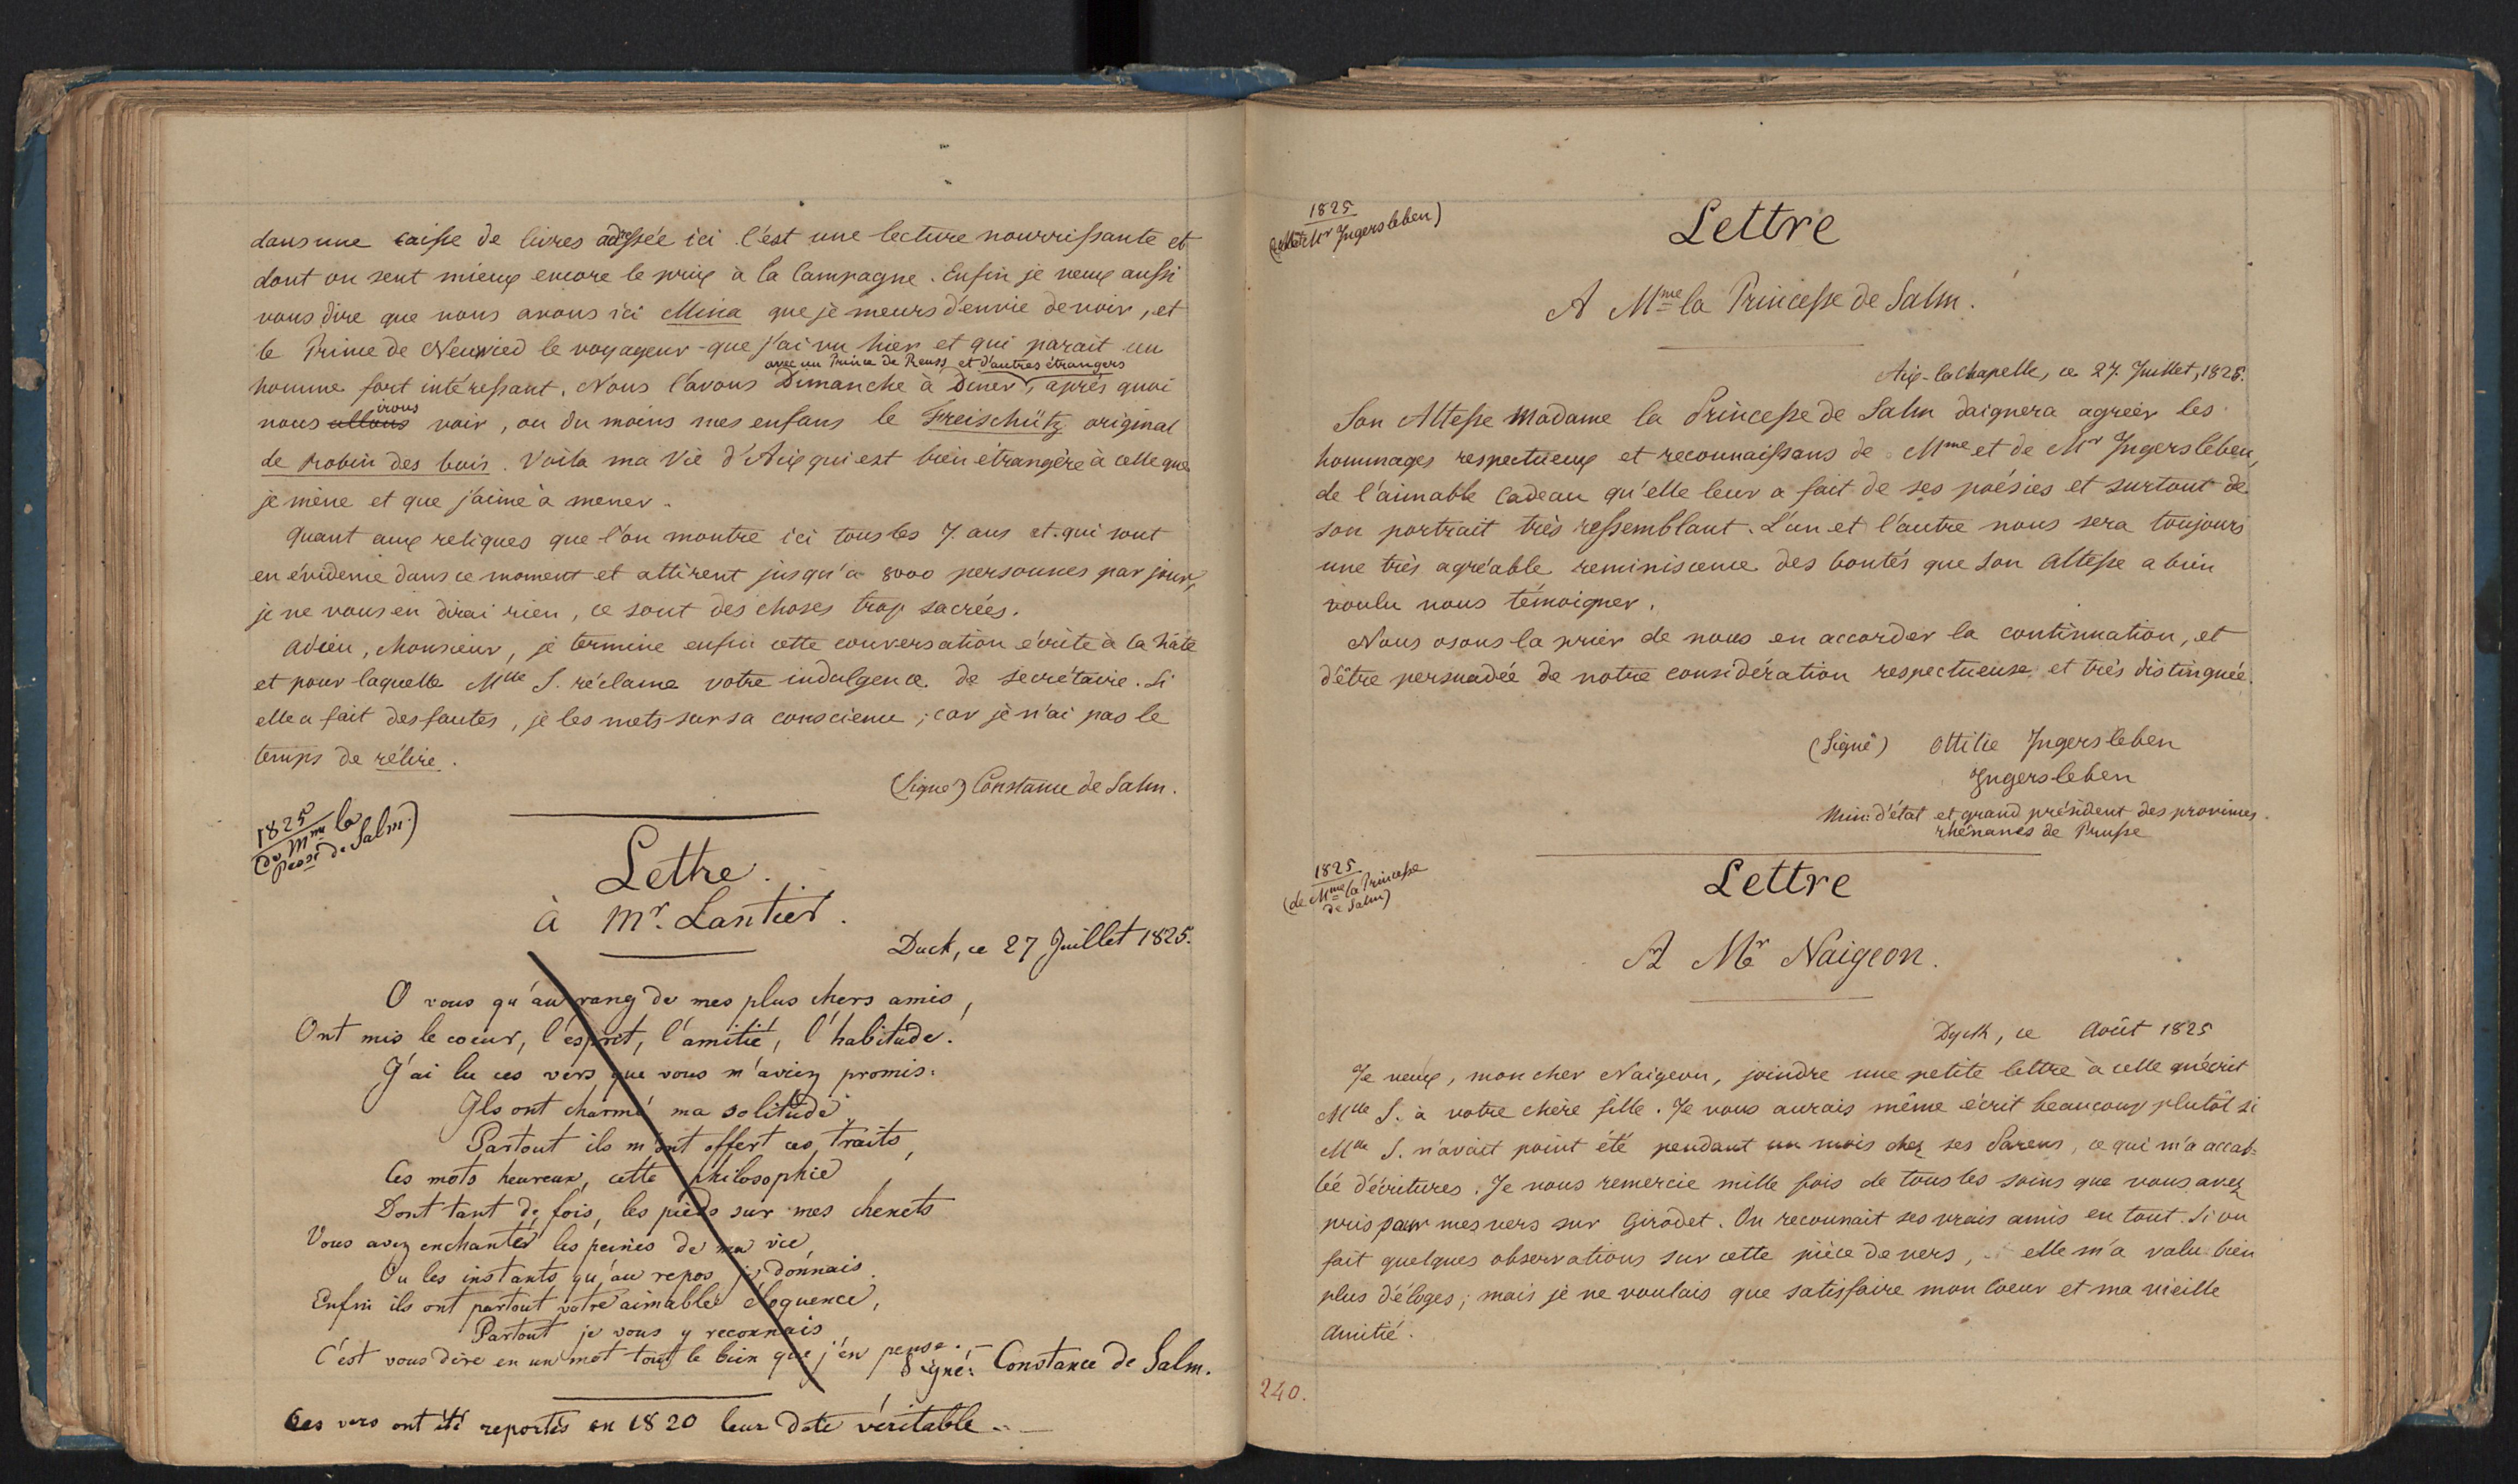 dans une caisse de livres adressée ici. C'est une lecture nourrissante et
dont on sent mieux encore le prix à la Campagne. Enfin je veux aussi
vous dire que nous avons ici Mina que je meurs d'envie de voir, et
le Prince de Neuwied le voyageur que j'ai vu hier et qui parait un
avec un Prince de Reuss et d'autres étrangers
homme fort intéressant. Nous l'avons Dimanche à Diner, après quoi
irons
nous allons voir, ou du moins mes enfans le Freischütz original
de Robin des bois. Voila ma Vie d'Aix qui est bien étrangère à celle que
je mène et que j'aime à mener.
Quant aux reliques que l'on montre ici tous les 7. ans et qui sont
en évidence dans ce moment et attirent jusqu'a 8000 personnes par jour,
je ne vous en dirai rien, ce sont des choses trop sacrées.
Adieu, Monsieur, je termine enfin cette conversation écrite à la hâte
et pour laquelle Mlle S. réclame votre indulgence de secrétaire. Si
elle a fait des fautes, je les mets sur sa conscience; car je n'ai pas le
temps de rélire.
(Signé) Constance de Salm.
1825
(de Mme la
Pcesse de Salm.)
Lettre.
à Mr. Lantier.
Duck, ce 27 Juillet 1825.
O vous qu'au rang de mes plus chers amis,
Ont mis le coeur, l'esprit, l'amitié, l'habitude.
J'ai lu ces vers que vous m'aviez promis.
Ils ont charmé ma solitude.
Partout ils m'ont offert ces traits,
Ces mots heureux, cette philosophie
Dont tant de fois, les pieds sur mes chenets
Vous avez enchanté les peines de ma vie,
Ou les instants qu'au repos je donnais.
Enfin ils ont partout votre aimable éloquence,
Partout je vous y reconnais
C'est vous dire en un mot tout le bien que j'en pense.
Signé: Constance de Salm.
Ces vers ont été reportés en 1820 leur date véritable.
1825
Mr Ingersleben)
Lettre
A Mme la Princesse de Salm.
Aix-la Chapelle, ce 27. Juillet, 1825.
Son Altesse Madame la Princesse de Salm daignera agréer les
hommages respectueux et reconnaissans de Mme et de Mr Ingersleben,
de l'aimable Cadeau qu'elle leur a fait de ses poésies et surtout de
son portrait très ressemblant. L'un et l'autre nous sera toujours
une très agréable reminiscence des bontés que Son Altesse a bien
voulu nous témoigner.
Nous osons la prier de nous en accorder la continuation, et
d'être persuadée de notre considération respectueuse et très distinguée.
(Signé) Ottilie Ingersleben
Ingersleben
Min: d'état et grand président des provinces
rhénanes de Prusse
1825
(de Mme la Princesse
de Salm)
Lettre
A Mr Naigeon.
Dyck, ce Août 1825
Je veux, mon cher Naigeon, joindre une petite lettre à celle qu'écrit
Mlle S. à votre chère fille. Je vous aurais même écrit beaucoup plutôt si
Mlle S. n'avait point été pendant un mois chez ses Parens, ce qui m'a accab-
lée d'écritures. Je vous remercie mille fois de tous les soins que vous avez
pris pour mes vers sur Girodet. On reconnait ses vrais amis en tout. Si on
fait quelques observations sur cette pièce de vers, elle m'a valu bien
plus d'éloges; mais je ne voulais que satisfaire mon Coeur et ma vieille
Amitié.
240.